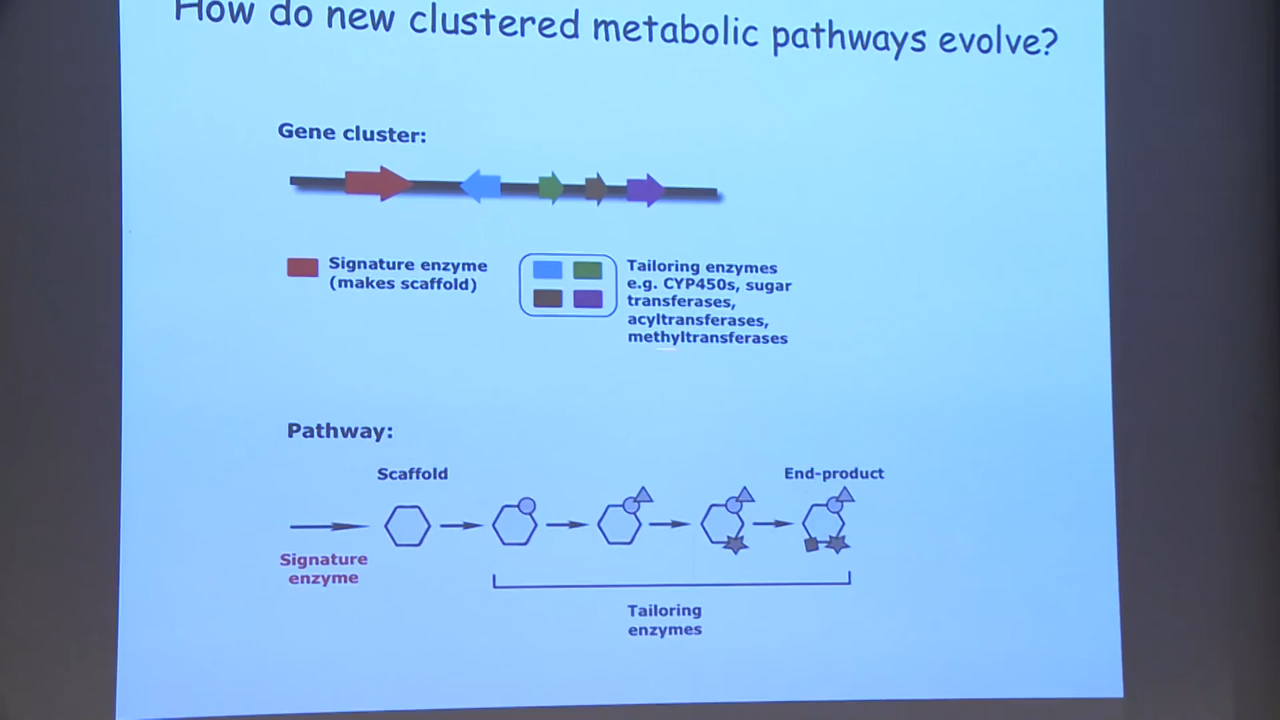 How do new clustered metabolic pathways evolve?
Gene cluster:
Signature enzyme
(makes scaffold)
Tailoring enzymes
e.g. CYP450s, sugar
transferases,
acyltransferases,
methyltransferases
Pathway:
Scaffold
End-product
Signature
enzyme
Tailoring
enzymes